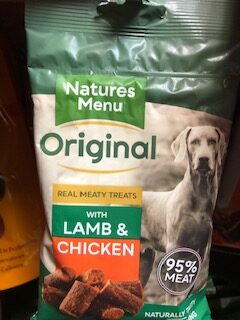 Natures
Menu
Original
REAL MEATY TREATS
WITH
LAMB &
CHICKEN
95%
MEAT
NATURALLY